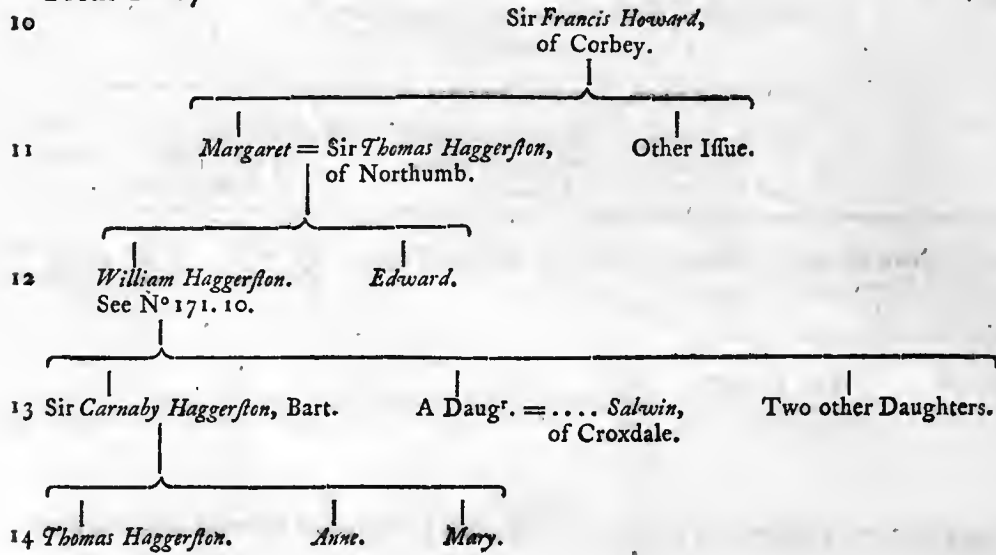 10 Sir Francis Howard,
of Corbey.
11 Margaret = Sir Thomas Haggerſton, Other Iſſue.
of Northumb.
12 William Haggerſton. Edward.
See No 171. 10.
13 Sir Carnaby Haggerſton, Bart. A Daugr. = .... Salwin, Two other Daughters.
of Croxdale.
14 Thomas Haggerſton. Anne. Mary.